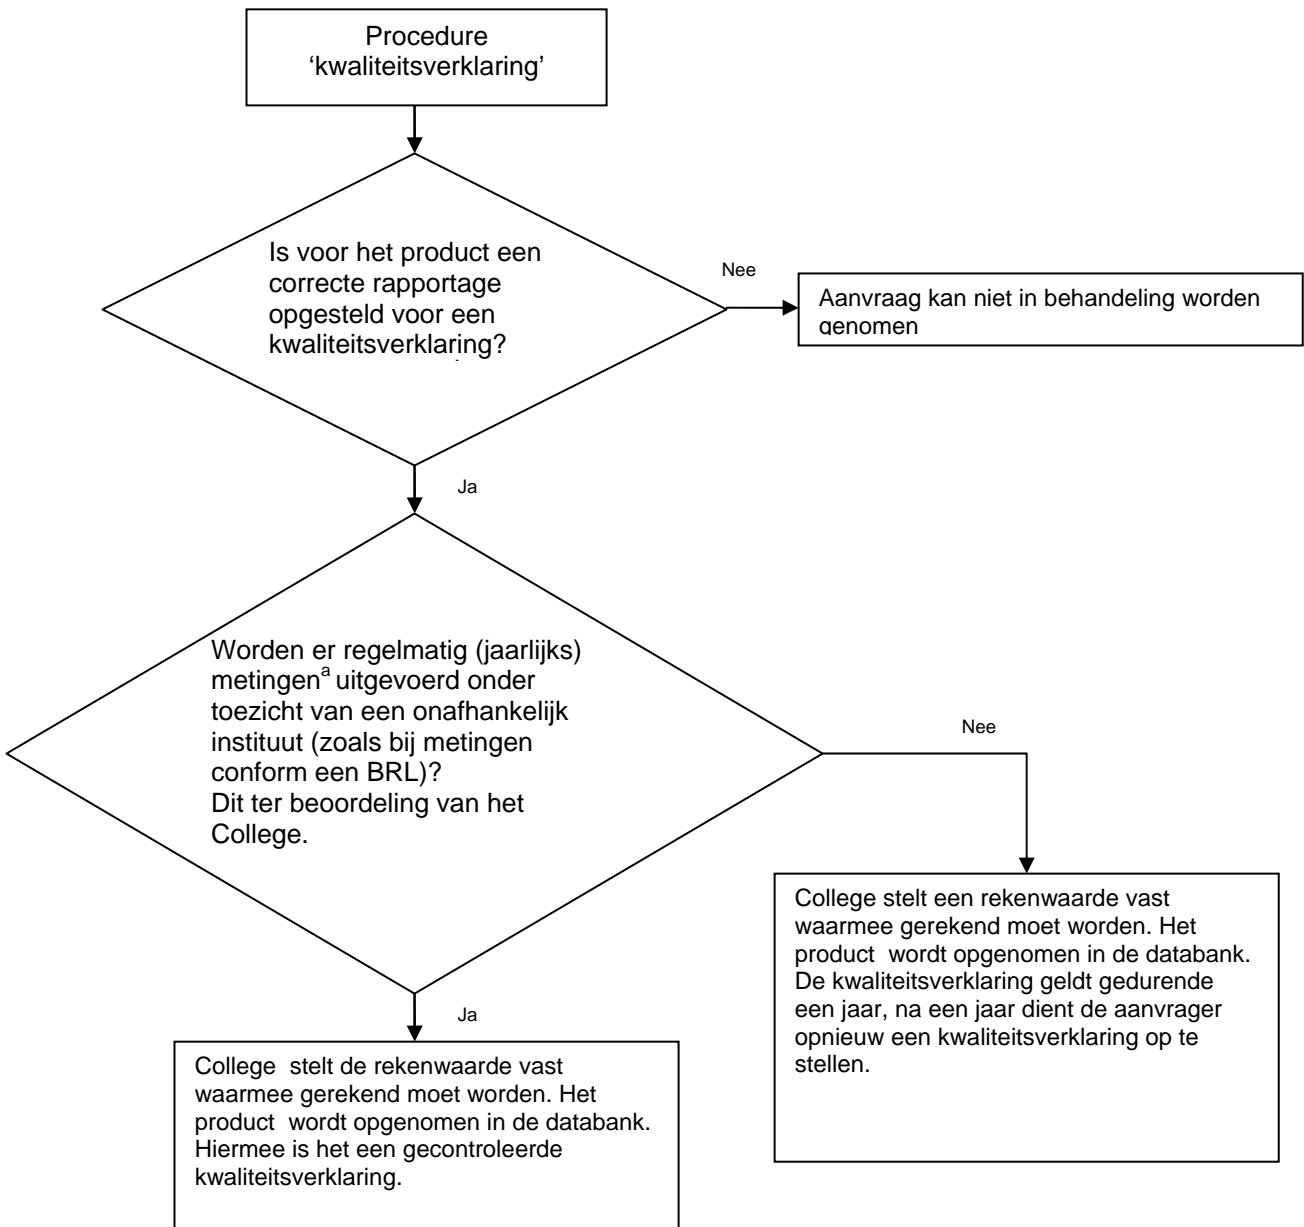 Procedure
‘kwaliteitsverklaring’
Is voor het product een
correcte rapportage
opgesteld voor een
kwaliteitsverklaring?
Nee
Aanvraag kan niet in behandeling worden
genomen
Ja
Worden er regelmatig (jaarlijks)
metingenᵃ uitgevoerd onder
toezicht van een onafhankelijk
instituut (zoals bij metingen
conform een BRL)?
Dit ter beoordeling van het
College.
Nee
College stelt een rekenwaarde vast
waarmee gerekend moet worden. Het
product wordt opgenomen in de databank.
De kwaliteitsverklaring geldt gedurende
een jaar, na een jaar dient de aanvrager
opnieuw een kwaliteitsverklaring op te
stellen.
Ja
College stelt de rekenwaarde vast
waarmee gerekend moet worden. Het
product wordt opgenomen in de databank.
Hiermee is het een gecontroleerde
kwaliteitsverklaring.